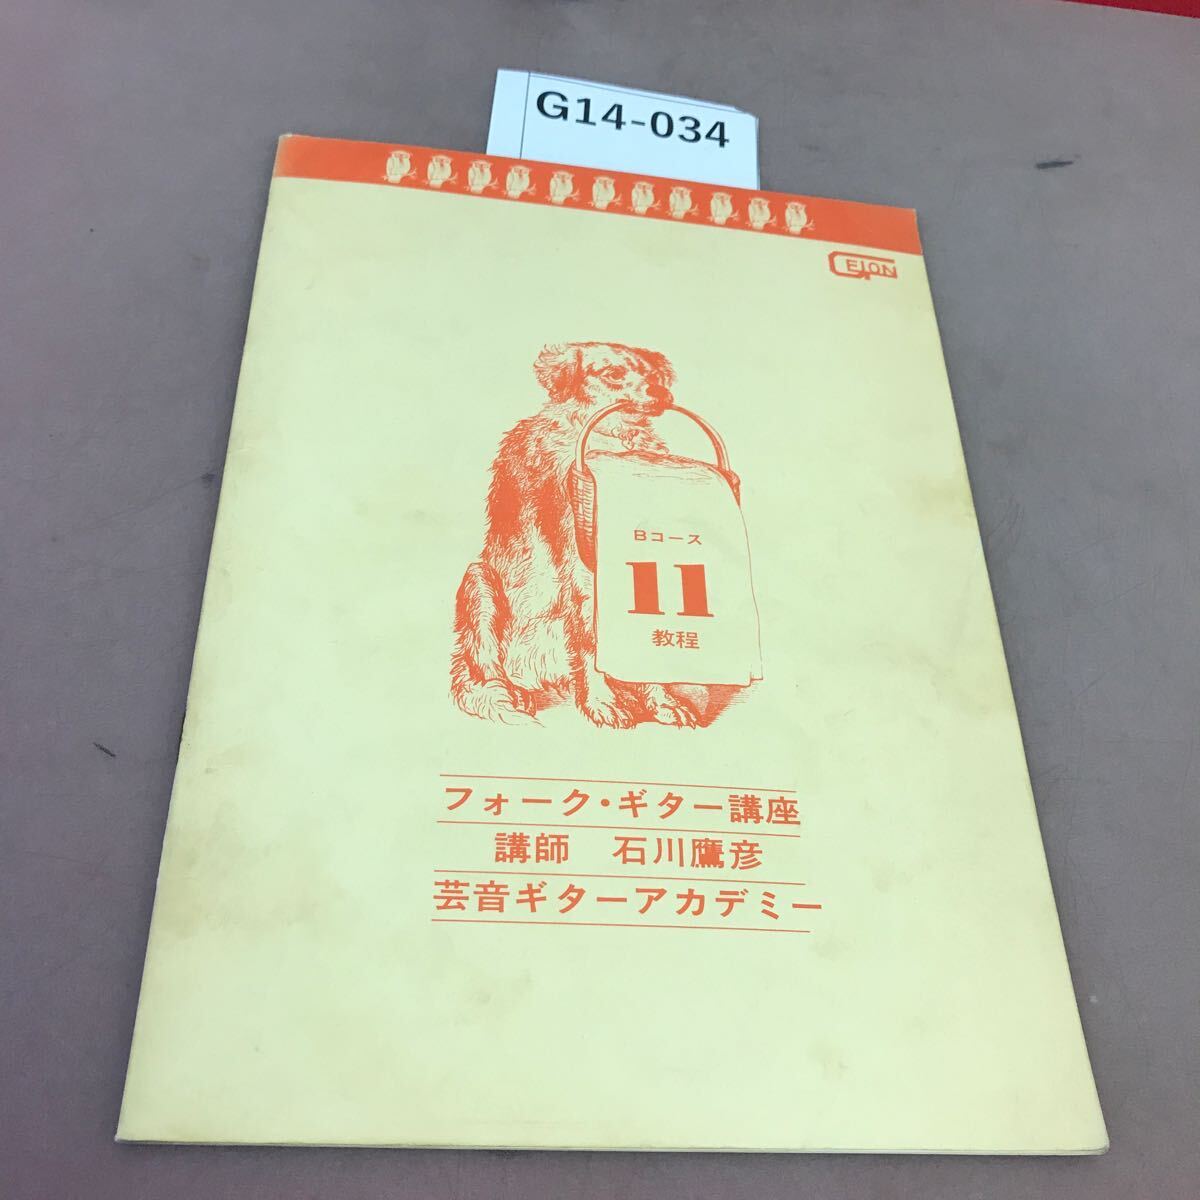 G14-034
GEION
Bコース
11
教程
フォーク・ギター講座
講師 石川鷹彦
芸音ギターアカデミー